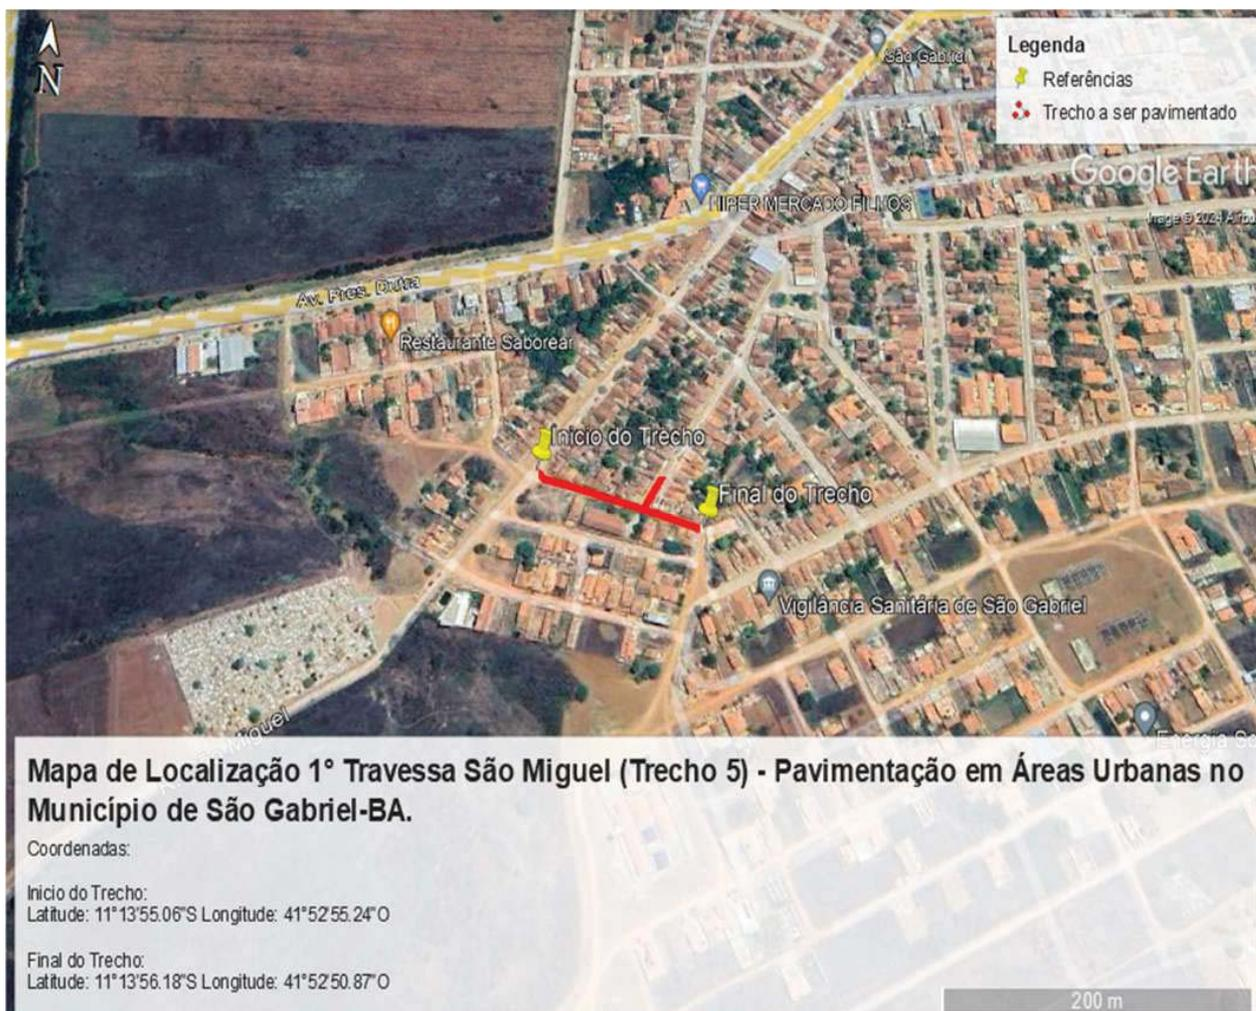 N
São Gabriel
Legenda
Referências
Trecho a ser pavimentado
Google Earth
HIPER MERCADO FILHOS
Av. Pres. Dutra
Restaurante Saborear
Início do Trecho
Final do Trecho
Vigilância Sanitária de São Gabriel
Miguel
Energia
Mapa de Localização 1° Travessa São Miguel (Trecho 5) - Pavimentação em Áreas Urbanas no
Município de São Gabriel-BA.
Coordenadas:
Inicio do Trecho:
Latitude: 11°13'55.06"S Longitude: 41°52'55.24"O
Final do Trecho:
Latitude: 11°13'56.18"S Longitude: 41°52'50.87"O
200 m